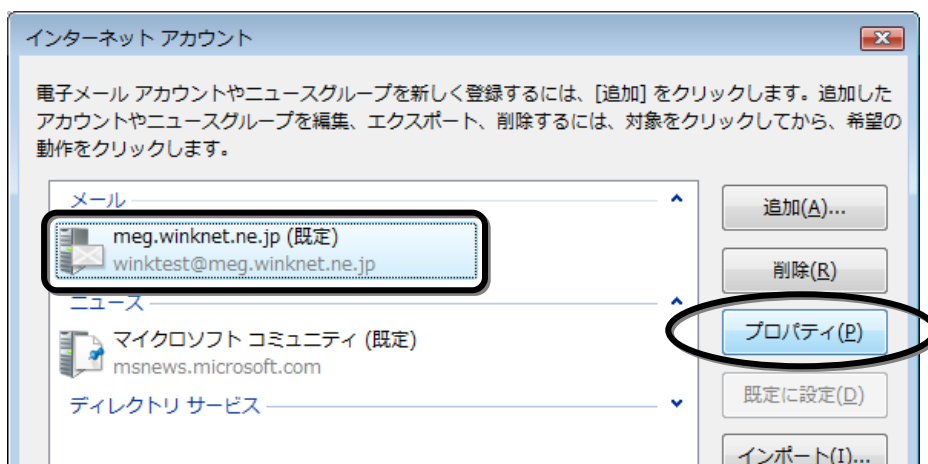 インターネット アカウント
電子メール アカウントやニュースグループを新しく登録するには、[追加] をクリックします。追加した
アカウントやニュースグループを編集、エクスポート、削除するには、対象をクリックしてから、希望の
動作をクリックします。
メール
meg.winknet.ne.jp (既定)
winktest@meg.winknet.ne.jp
ニュース
マイクロソフト コミュニティ (既定)
msnews.microsoft.com
ディレクトリ サービス
追加(A)...
削除(R)
プロパティ(P)
既定に設定(D)
インポート(I)...